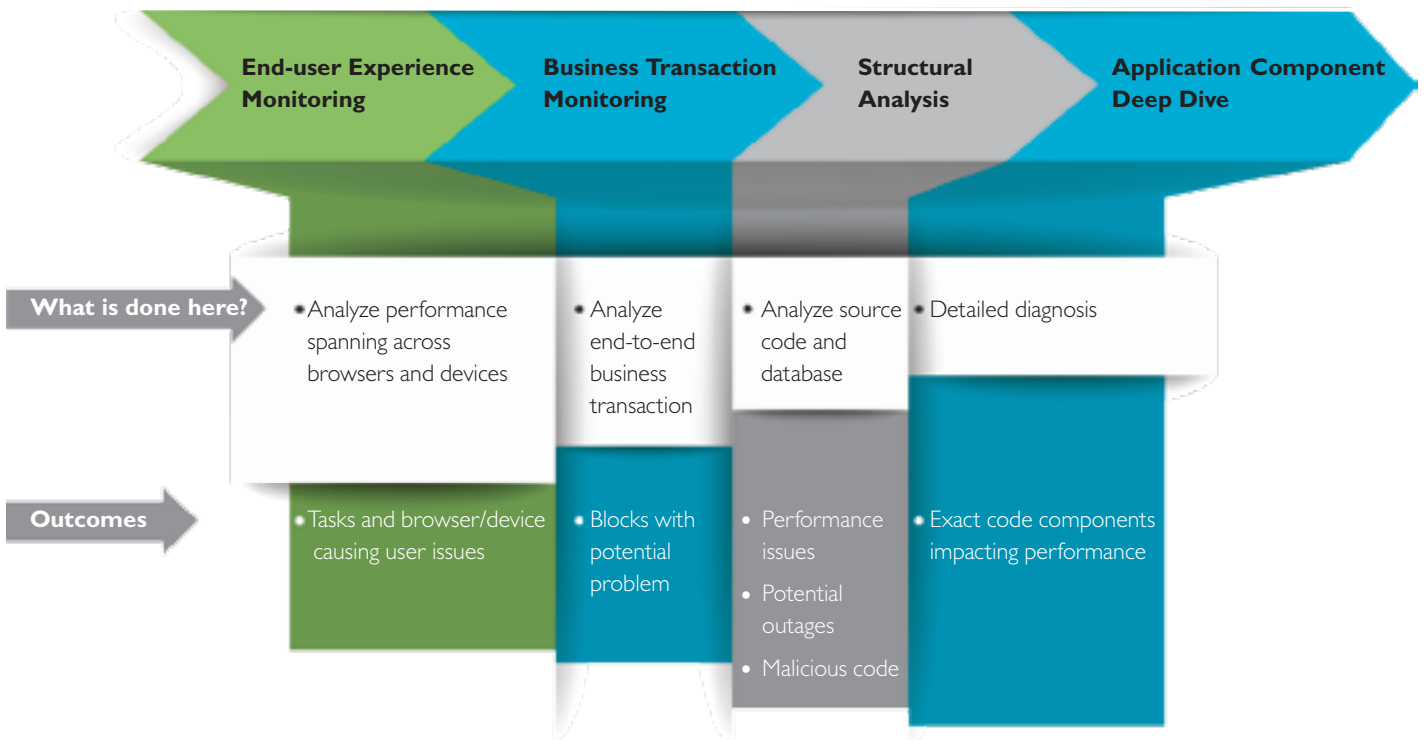 End-user Experience
Monitoring
Business Transaction
Monitoring
Structural
Analysis
Application Component
Deep Dive
What is done here?
•Analyze performance
spanning across
browsers and devices
•Analyze
end-to-end
business
transaction
•Analyze source
code and
database
•Detailed diagnosis
Outcomes
•Tasks and browser/device
causing user issues
•Blocks with
potential
problem
• Performance
issues
• Potential
outages
• Malicious code
•Exact code components
impacting performance